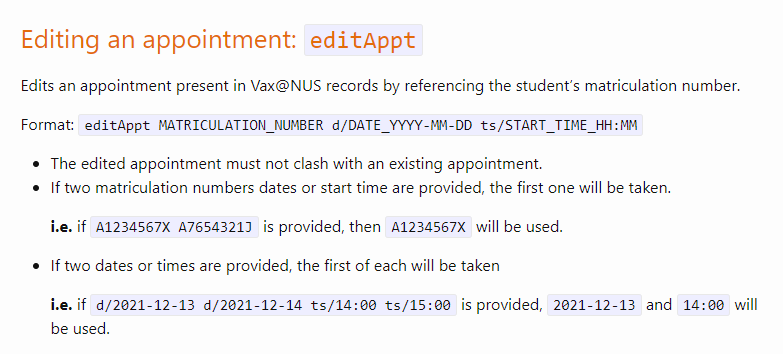 Editing an appointment: editAppt
Edits an appointment present in Vax@NUS records by referencing the student's matriculation number.
Format: editAppt MATRICULATION_NUMBER d/DATE_YYYY-MM-DD ts/START_TIME_HH:MM
• The edited appointment must not clash with an existing appointment.
• If two matriculation numbers dates or start time are provided, the first one will be taken.
i.e. if A1234567X A7654321J is provided, then A1234567X will be used.
• If two dates or times are provided, the first of each will be taken
i.e. if d/2021-12-13 d/2021-12-14 ts/14:00 ts/15:00 is provided, 2021-12-13 and 14:00 will
be used.